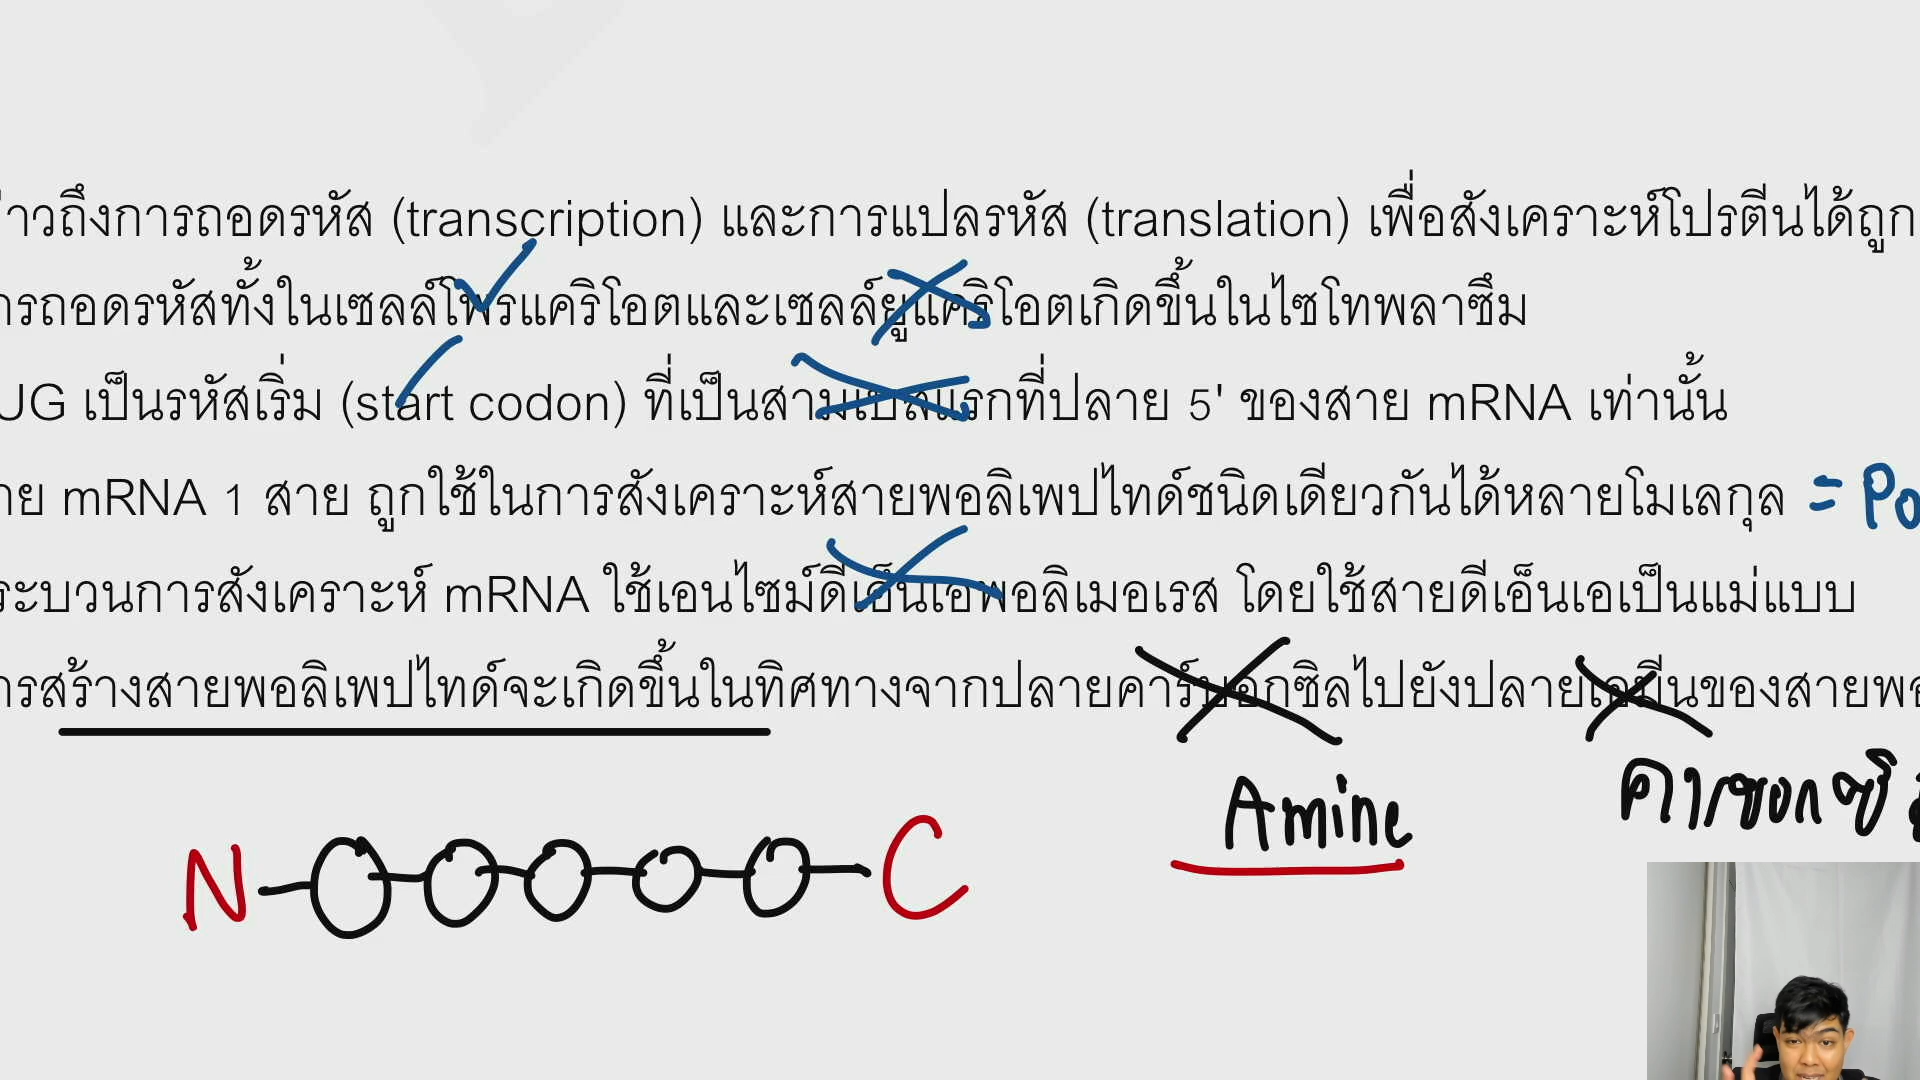 าวถึงการถอดรหัส (transcription) และการแปลรหัส (translation) เพื่อสังเคราะห์โปรตีนได้ถูก
ารถอดรหัสทั้งในเซลล์โพรแคริโอตและเซลล์ยูแคริโอตเกิดขึ้นในไซโทพลาซึม
UG เป็นรหัสเริ่ม (start codon) ที่เป็นสามเบสแรกที่ปลาย 5' ของสาย mRNA เท่านั้น
าย mRNA 1 สาย ถูกใช้ในการสังเคราะห์สายพอลิเพปไทด์ชนิดเดียวกันได้หลายโมเลกุล = Po
ระบวนการสังเคราะห์ mRNA ใช้เอนไซม์ดีเอ็นเอพอลิเมอเรส โดยใช้สายดีเอ็นเอเป็นแม่แบบ
ารสร้างสายพอลิเพปไทด์จะเกิดขึ้นในทิศทางจากปลายคาร์บอกซิลไปยังปลายเอมีนของสายพอ
Amine
N C